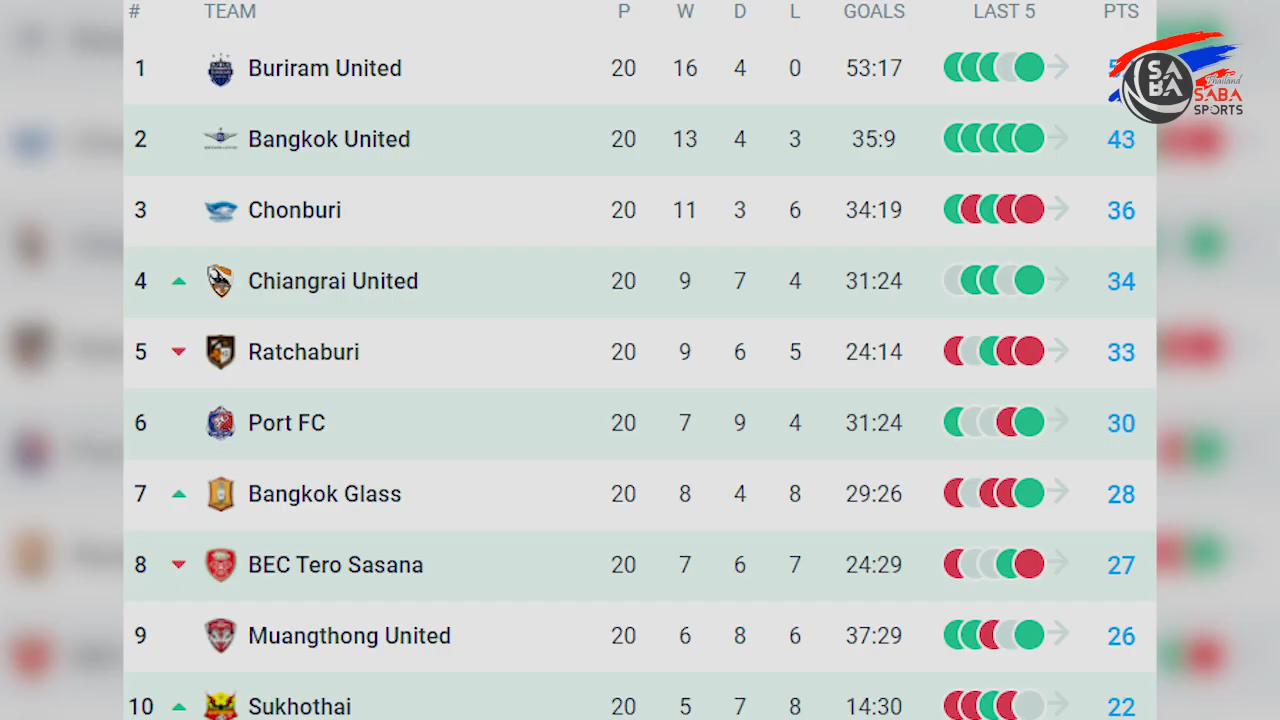 # TEAM P W D L GOALS LAST 5 PTS
1 Buriram United 20 16 4 0 53:17
2 Bangkok United 20 13 4 3 35:9 43
3 Chonburi 20 11 3 6 34:19 36
4 Chiangrai United 20 9 7 4 31:24 34
5 Ratchaburi 20 9 6 5 24:14 33
6 Port FC 20 7 9 4 31:24 30
7 Bangkok Glass 20 8 4 8 29:26 28
8 BEC Tero Sasana 20 7 6 7 24:29 27
9 Muangthong United 20 6 8 6 37:29 26
10 Sukhothai 20 5 7 8 14:30 22
SA
BA
Thailand
SABA
SPORTS